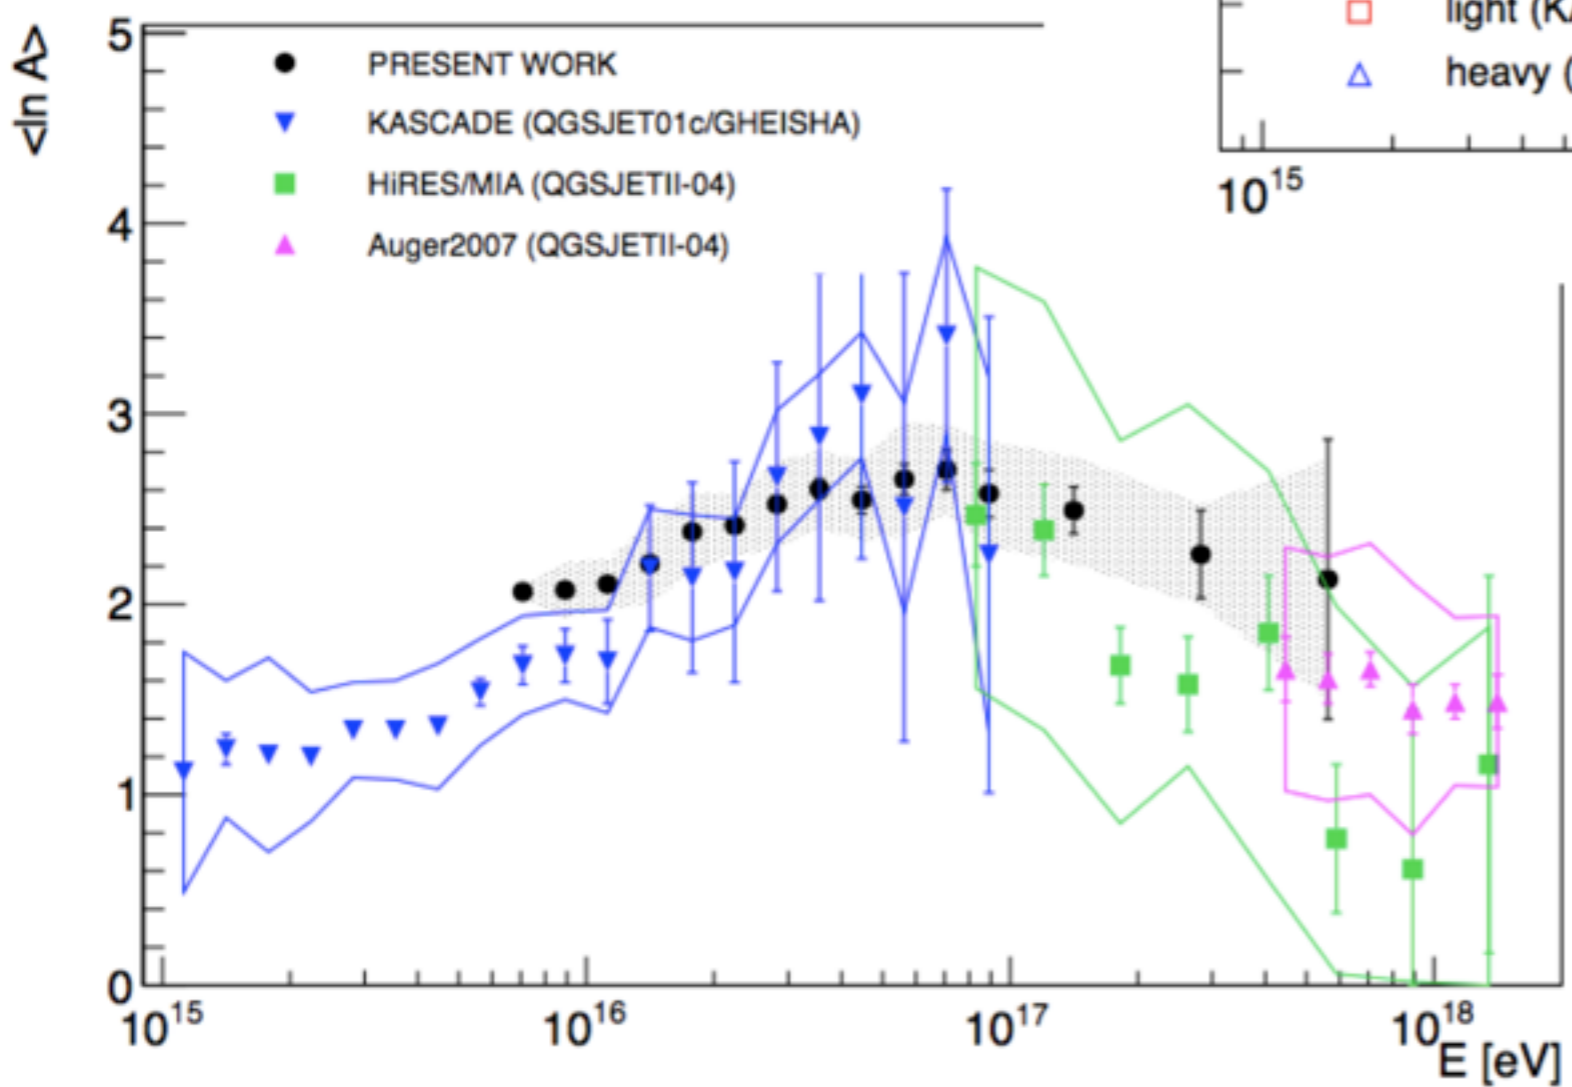 <ln A>
5
4
3
2
1
0
PRESENT WORK
KASCADE (QGSJET01c/GHEISHA)
HiRES/MIA (QGSJETII-04)
Auger2007 (QGSJETII-04)
light (KA
heavy (
10^15
10^15
10^16
10^17
10^18
E [eV]